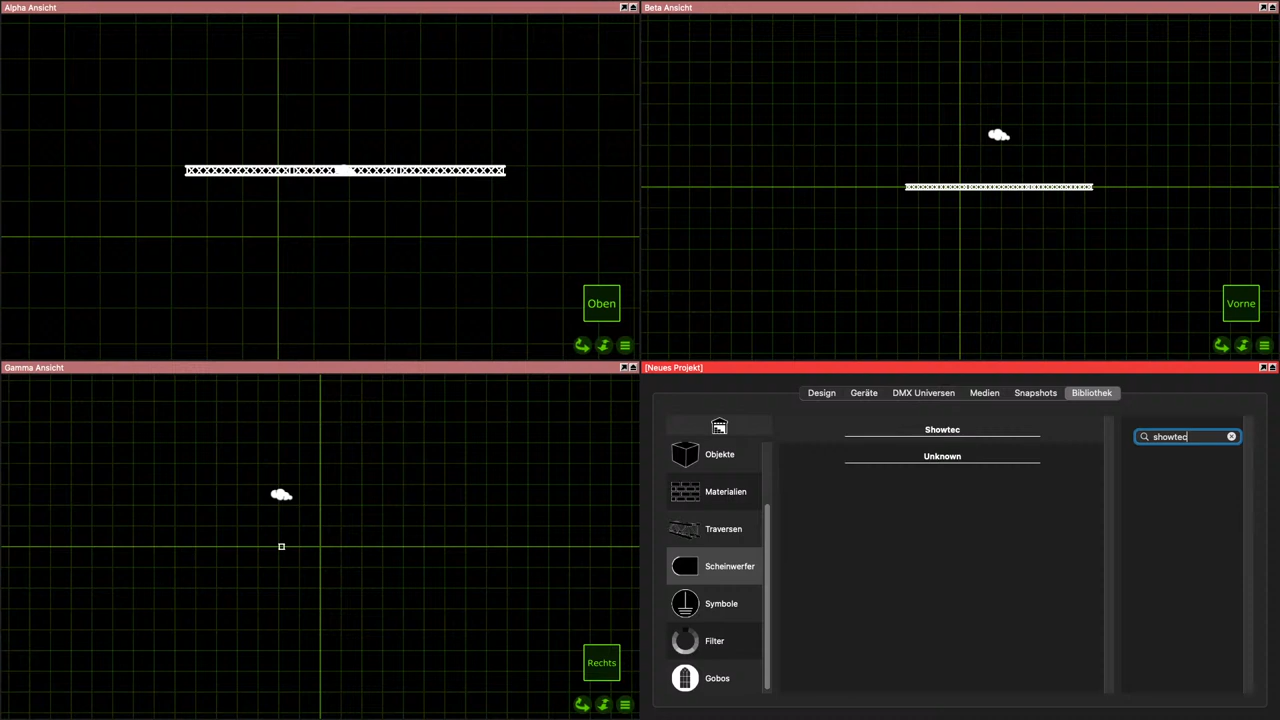 Alpha Ansicht
Oben
Beta Ansicht
Vorne
Gamma Ansicht
Rechts
[Neues Projekt]
Design
Geräte
DMX Universen
Medien
Snapshots
Bibliothek
Objekte
Materialien
Traversen
Scheinwerfer
Symbole
Filter
Gobos
Showtec
Unknown
showtec